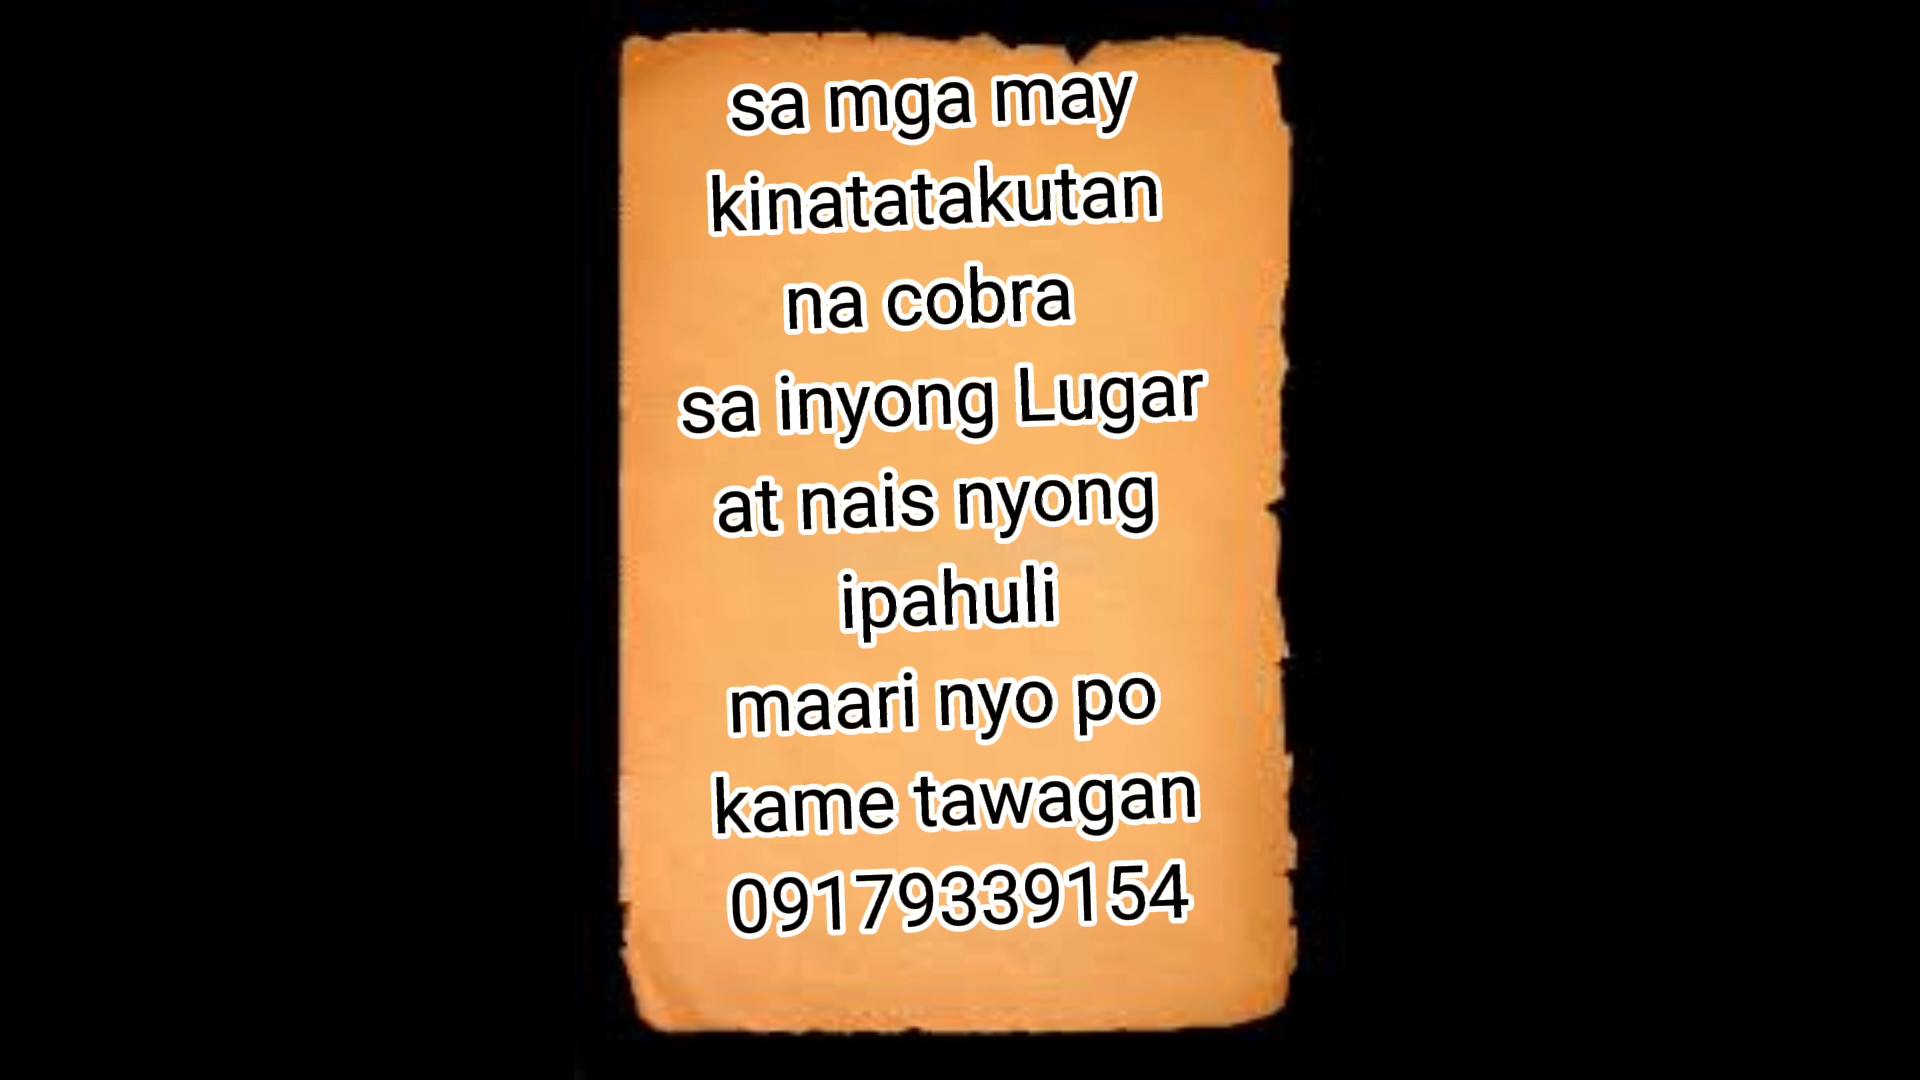 sa mga may
kinatatakutan
na cobra
sa inyong Lugar
at nais nyong
ipahuli
maari nyo po
kame tawagan
09179339154